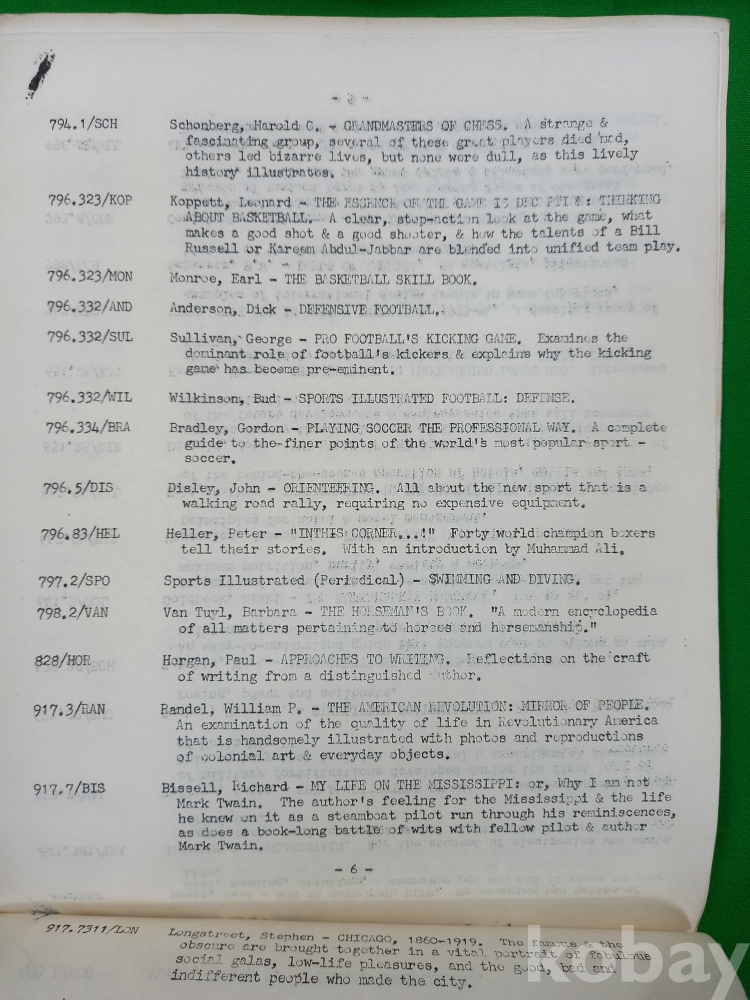 794.1/SCH Schonberg, Harold C. - GRANDMASTERS OF CHESS. A strange &
fascinating group, several of these great players died mad,
others led bizarre lives, but none were dull, as this lively
history illustrates.
796.323/KOP Koppett, Leonard - THE ESSENCE OF THE GAME IS DECEPTION: THINKING
ABOUT BASKETBALL. A clear, stop-action look at the game, what
makes a good shot & a good shooter, & how the talents of a Bill
Russell or Kareem Abdul-Jabbar are blended into unified team play.
796.323/MON Monroe, Earl - THE BASKETBALL SKILL BOOK.
796.332/AND Anderson, Dick - DEFENSIVE FOOTBALL.
796.332/SUL Sullivan, George - PRO FOOTBALL'S KICKING GAME. Examines the
dominant role of football's kickers & explains why the kicking
game has become pre-eminent.
796.332/WIL Wilkinson, Bud - SPORTS ILLUSTRATED FOOTBALL: DEFENSE.
796.334/BRA Bradley, Gordon - PLAYING SOCCER THE PROFESSIONAL WAY. A complete
guide to the finer points of the world's most popular sport -
soccer.
796.5/DIS Disley, John - ORIENTEERING. All about the new sport that is a
walking road rally, requiring no expensive equipment.
796.83/HEL Heller, Peter - "INTHIS CORNER...!" Forty world champion boxers
tell their stories. With an introduction by Muhammad Ali.
797.2/SPO Sports Illustrated (Periodical) - SWIMMING AND DIVING.
798.2/VAN Van Tuyl, Barbara - THE HORSEMAN'S BOOK. "A modern encyclopedia
of all matters pertaining to horses and horsemanship."
828/HOR Horgan, Paul - APPROACHES TO WRITING. Reflections on the craft
of writing from a distinguished author.
917.3/RAN Randel, William P. - THE AMERICAN REVOLUTION: MIRROR OF PEOPLE.
An examination of the quality of life in Revolutionary America
that is handsomely illustrated with photos and reproductions
of colonial art & everyday objects.
917.7/BIS Bissell, Richard - MY LIFE ON THE MISSISSIPPI: or, Why I am not
Mark Twain. The author's feeling for the Mississippi & the life
he knew on it as a steamboat pilot run through his reminiscences,
as does a book-long battle of wits with fellow pilot & author
Mark Twain.
- 6 -
917.7311/LON Longstreet, Stephen - CHICAGO, 1860-1919. The famous & the
obscure are brought together in a vital portrait of fabulous
social galas, low-life pleasures, and the good, bad and
indifferent people who made the city.
kobay